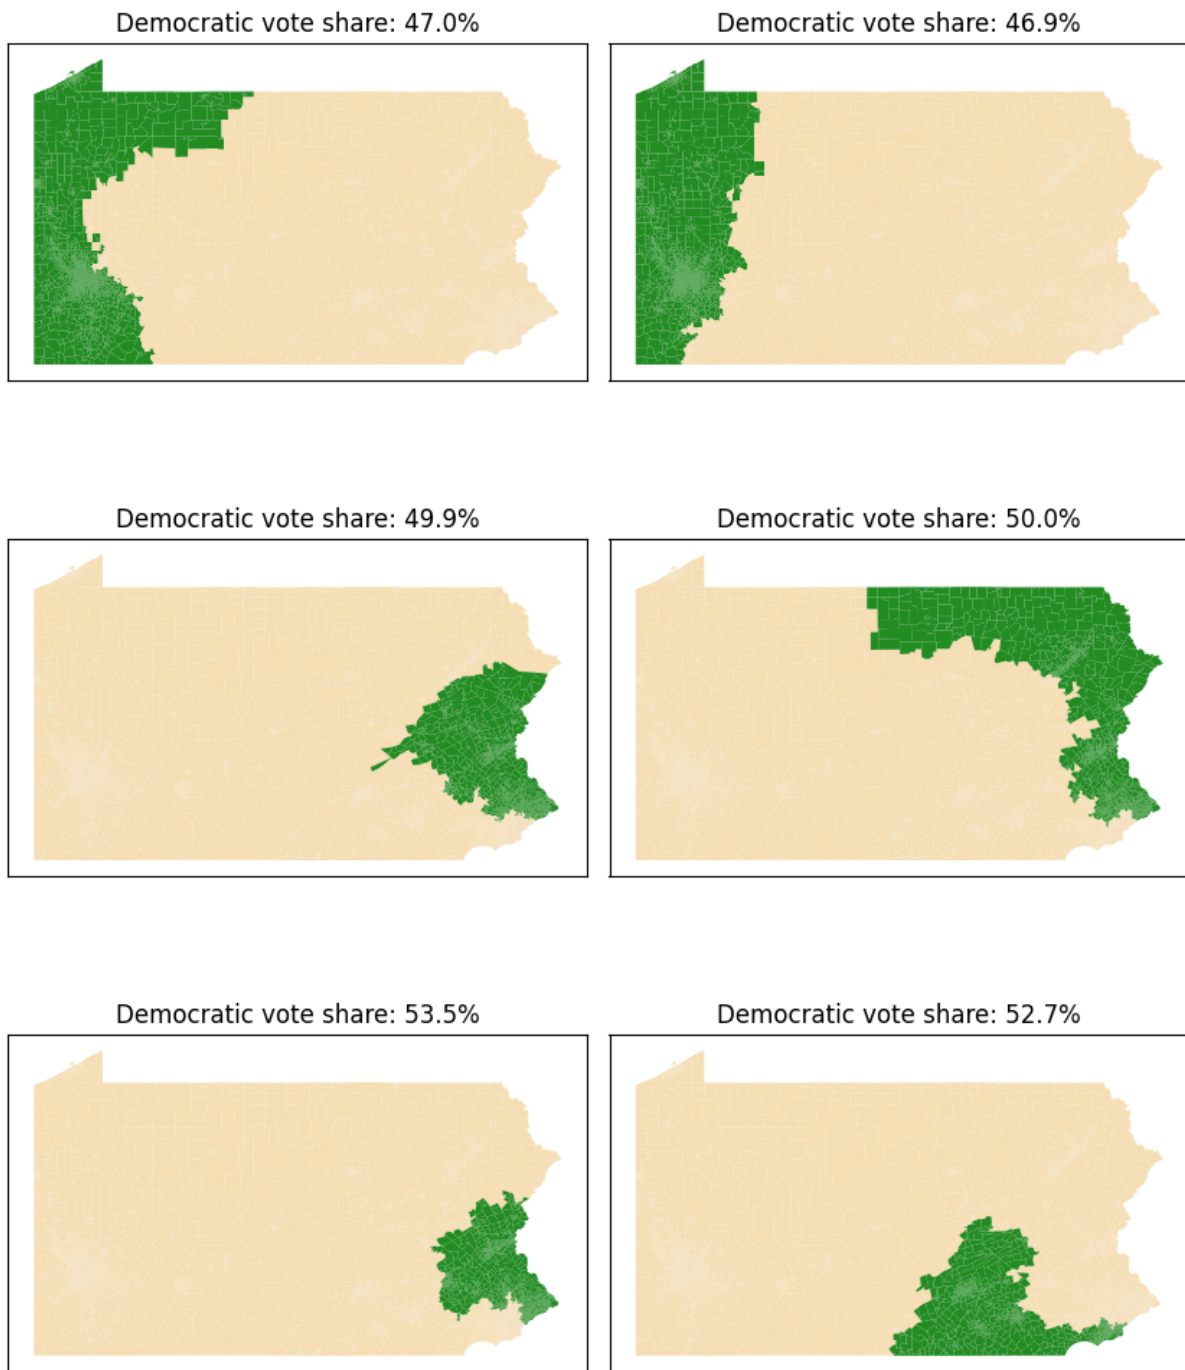 Democratic vote share: 47.0%
Democratic vote share: 46.9%
Democratic vote share: 49.9%
Democratic vote share: 50.0%
Democratic vote share: 53.5%
Democratic vote share: 52.7%